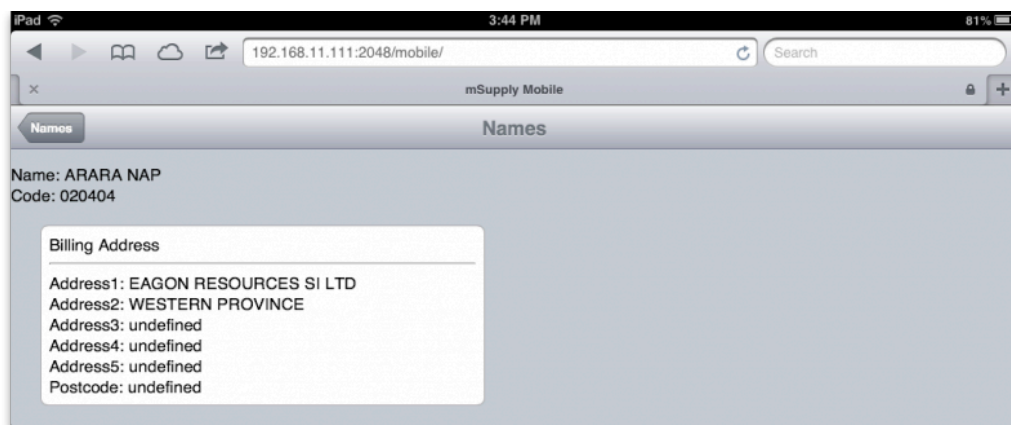 iPad 3:44 PM 81%
192.168.11.111:2048/mobile/ Search
mSupply Mobile
Names Names
Name: ARARA NAP
Code: 020404
Billing Address
Address1: EAGON RESOURCES SI LTD
Address2: WESTERN PROVINCE
Address3: undefined
Address4: undefined
Address5: undefined
Postcode: undefined